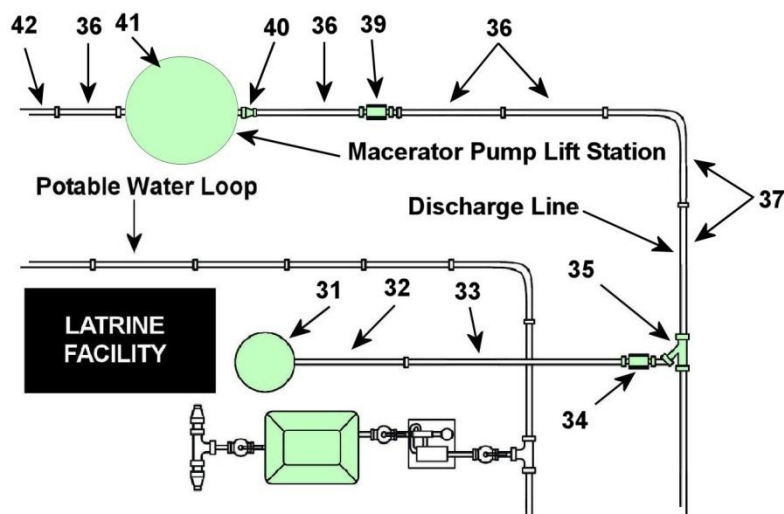 42 36 41 40 36 39 36
Macerator Pump Lift Station
Potable Water Loop
Discharge Line
37
35
31 32 33
LATRINE
FACILITY
34